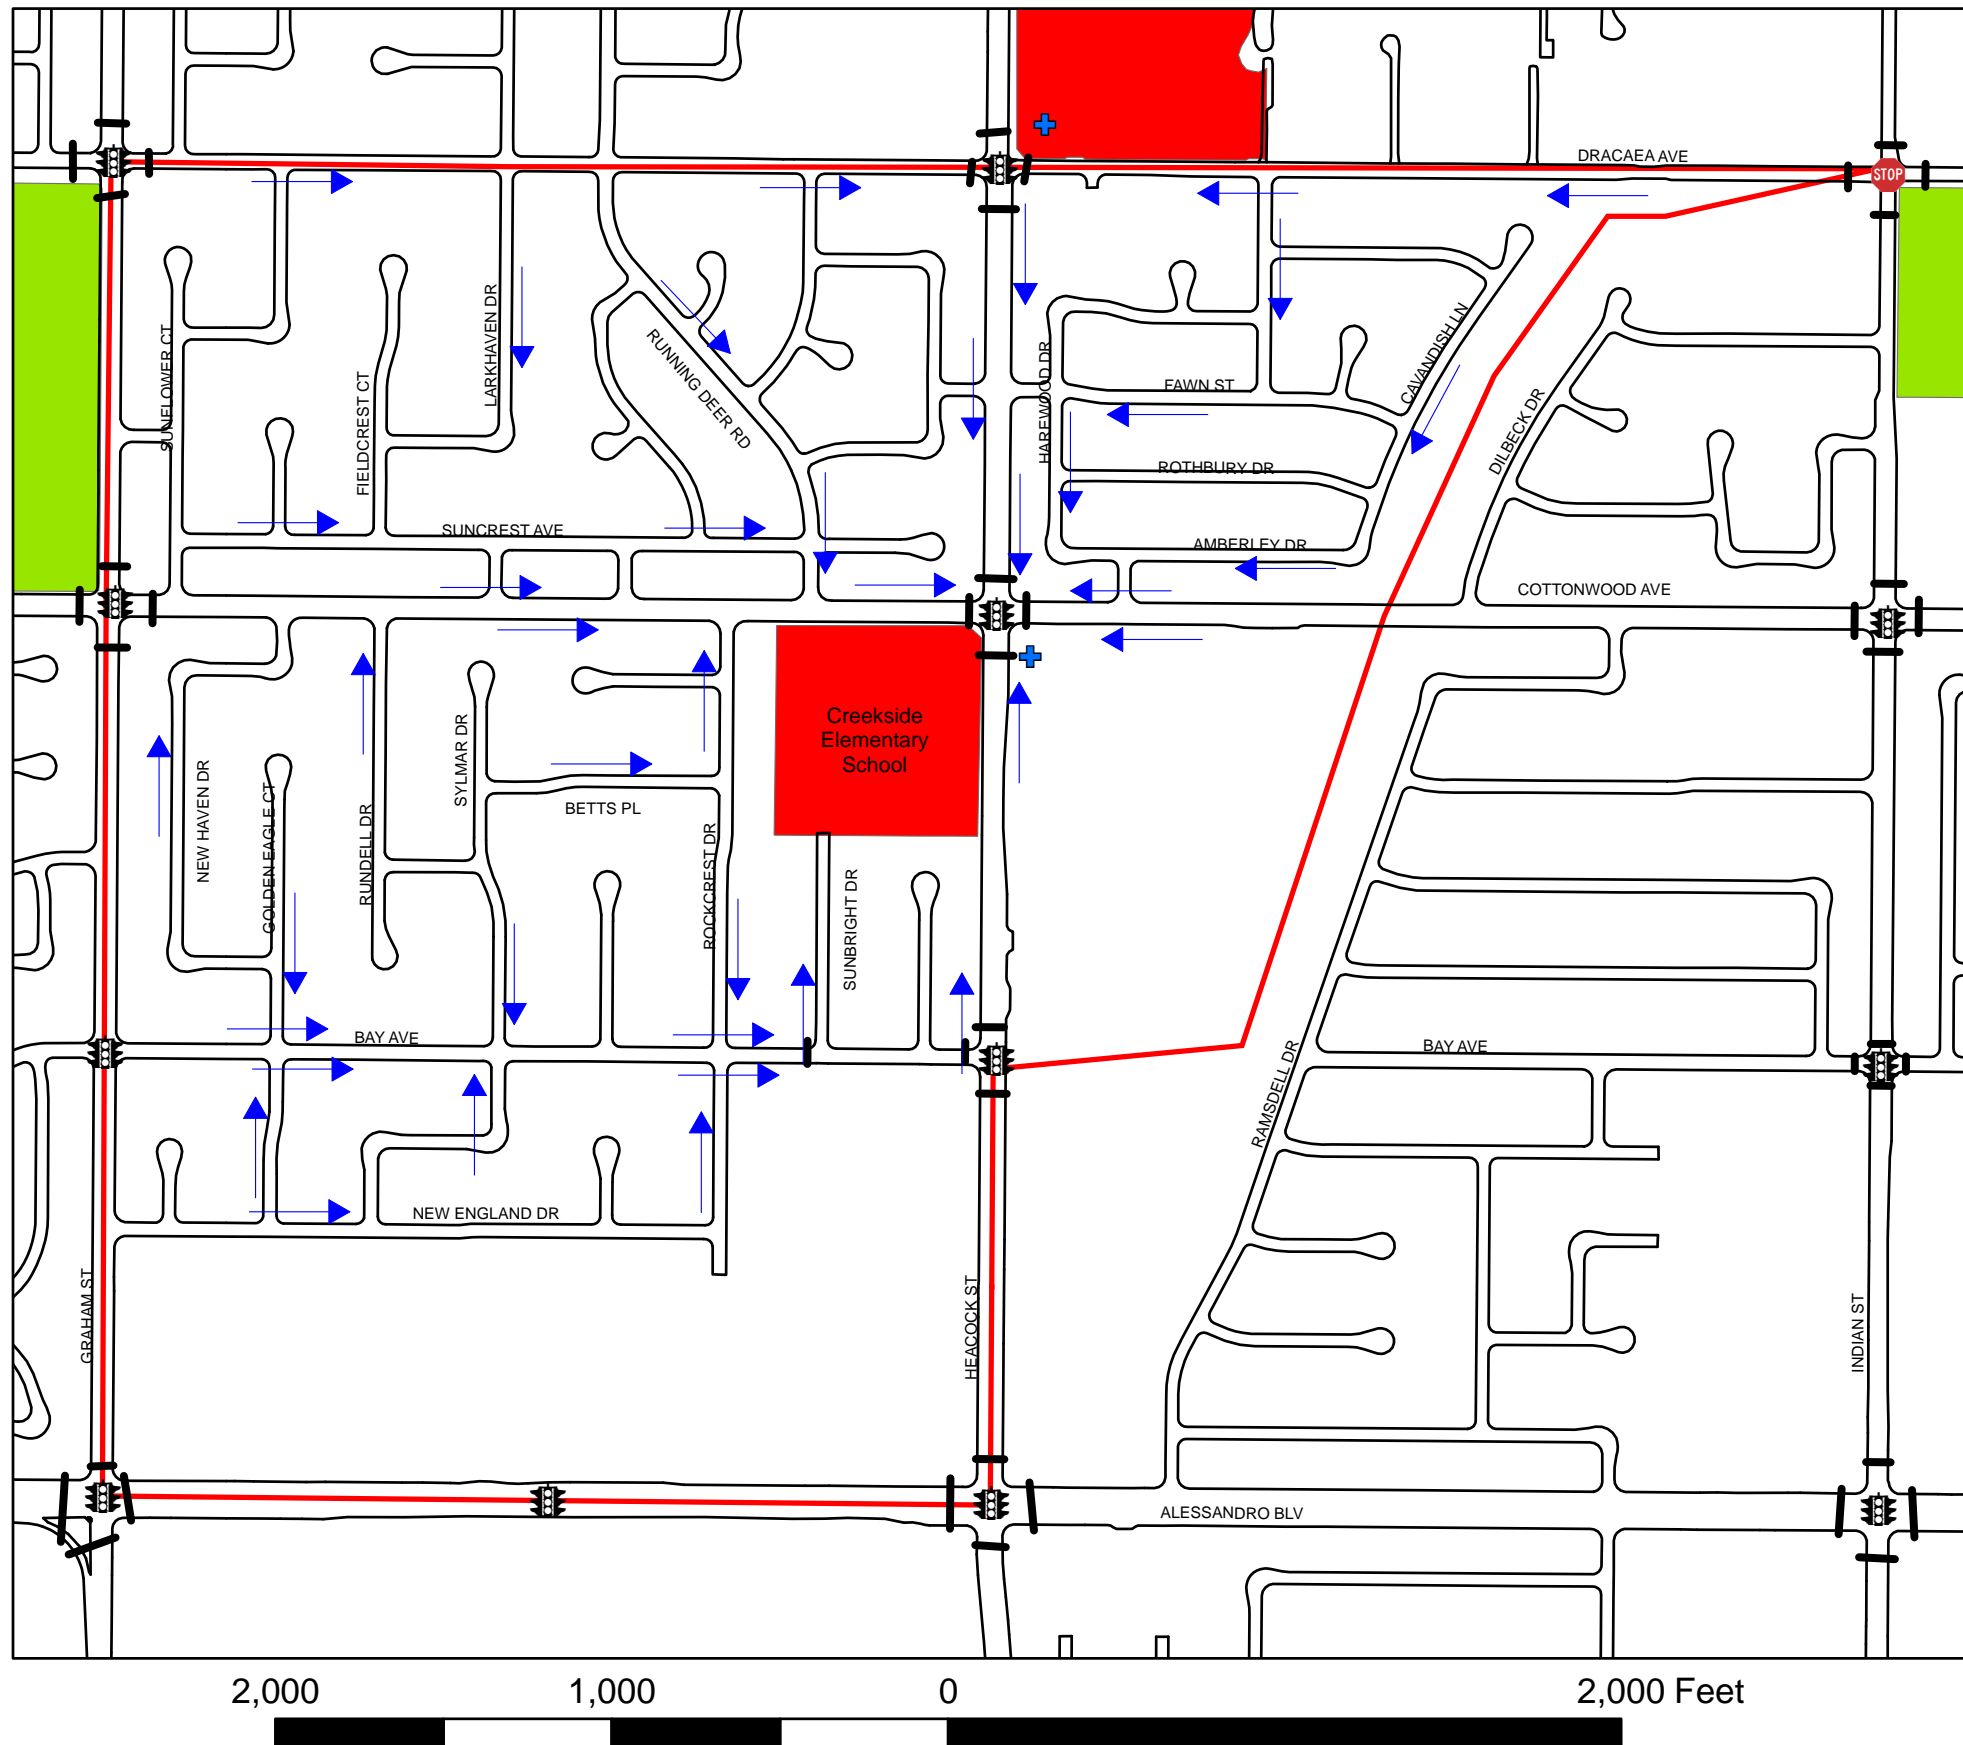 DRACAEA AVE
STOP
SUNFLOWER CT
FIELDCREST CT
LARKHAVEN DR
RUNNING DEER RD
HAREWOOD DR
FAWN ST
CAVANDISH LN
DILBECK DR
ROTHBURY DR
SUNCREST AVE
AMBERLEY DR
COTTONWOOD AVE
Creekside
Elementary
School
NEW HAVEN DR
GOLDEN EAGLE CT
RUNDELL DR
SYLMAR DR
BETTS PL
ROCKCREST DR
SUNBRIGHT DR
BAY AVE
BAY AVE
RAMSDELL DR
NEW ENGLAND DR
GRAHAM ST
HEACOCK ST
INDIAN ST
ALESSANDRO BLV
2,000 1,000 0 2,000 Feet